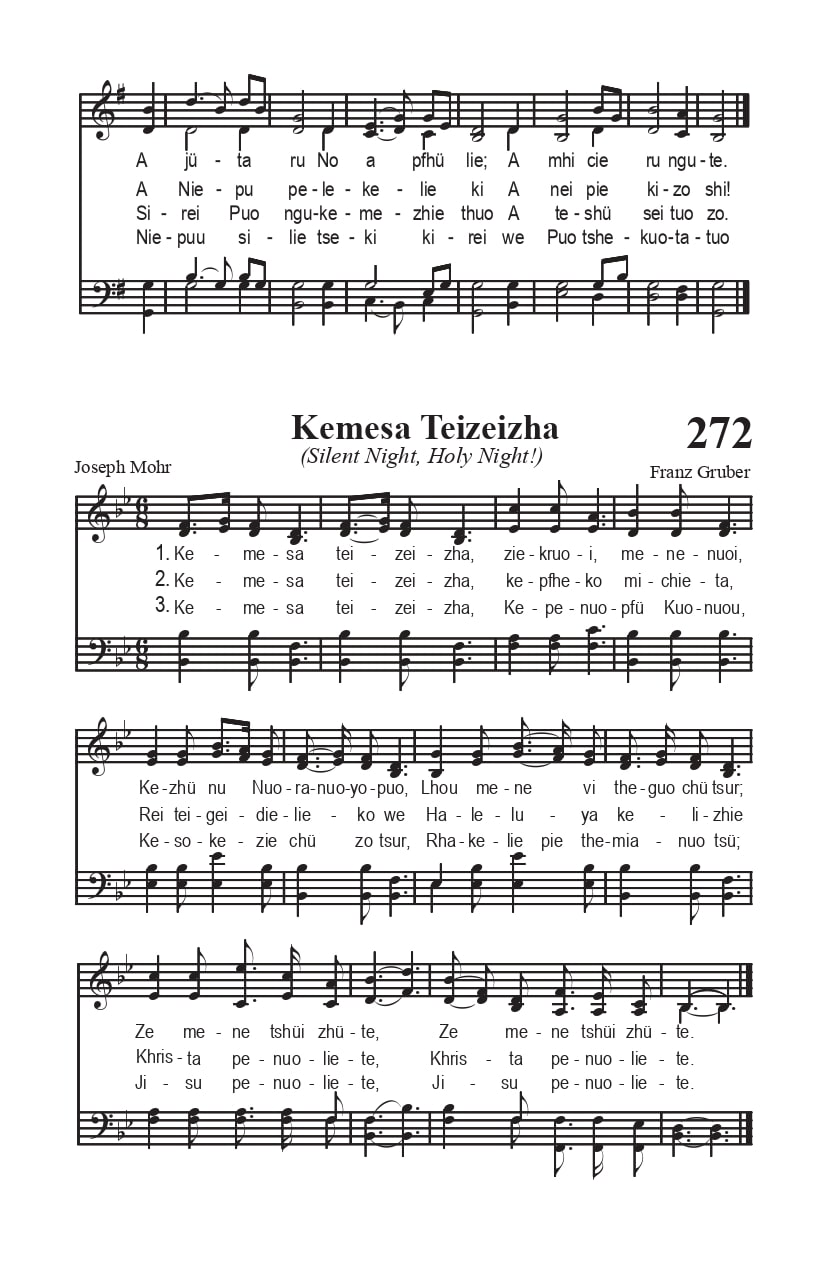 A jü - ta ru No a pfhü lie; A mhi cie ru ngute.
A Nie - pu pe - le - ke - lie ki A nei pie ki - zo shi!
Si - rei Puo ngu - ke - me - zhie thuo A te - shü sei tuo zo.
Nie - puu si - lie tse - ki ki - rei we Puo tshe - kuo - ta - tuo
Kemesa Teizeizha 272
(Silent Night, Holy Night!)
Joseph Mohr Franz Gruber
1. Ke - me - sa tei - zei - zha, zie - kruo - i, me - ne - nuoi,
2. Ke - me - sa tei - zei - zha, ke - pfhe - ko mi - chie - ta,
3. Ke - me - sa tei - zei - zha, Ke - pe - nuo - pfü Kuo - nuou,
Ke - zhü nu Nuo - ra - nuo - yo - puo, Lhou me - ne vi the - guo chü tsur;
Rei tei - gei - die - lie - ko we Ha - le - lu - ya ke - li - zhie
Ke - so - ke - zie chü zo tsur, Rha - ke - lie pie the - mia - nuo tsü;
Ze me - ne tshüi zhü - te, Ze me - ne tshüi zhü - te.
Khris - ta pe - nuo - lie - te, Khris - ta pe - nuo - lie - te.
Ji - su pe - nuo - lie - te, Ji - su pe - nuo - lie - te.